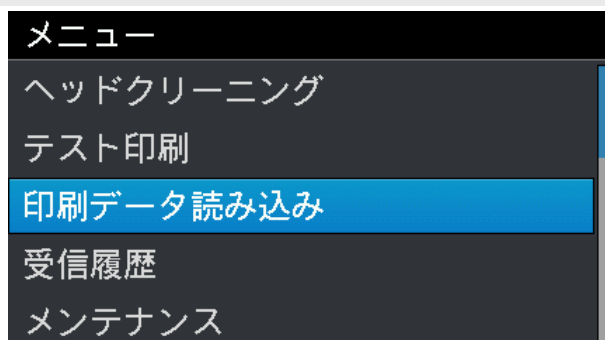 メニュー
ヘッドクリーニング
テスト印刷
印刷データ読み込み
受信履歴
メンテナンス